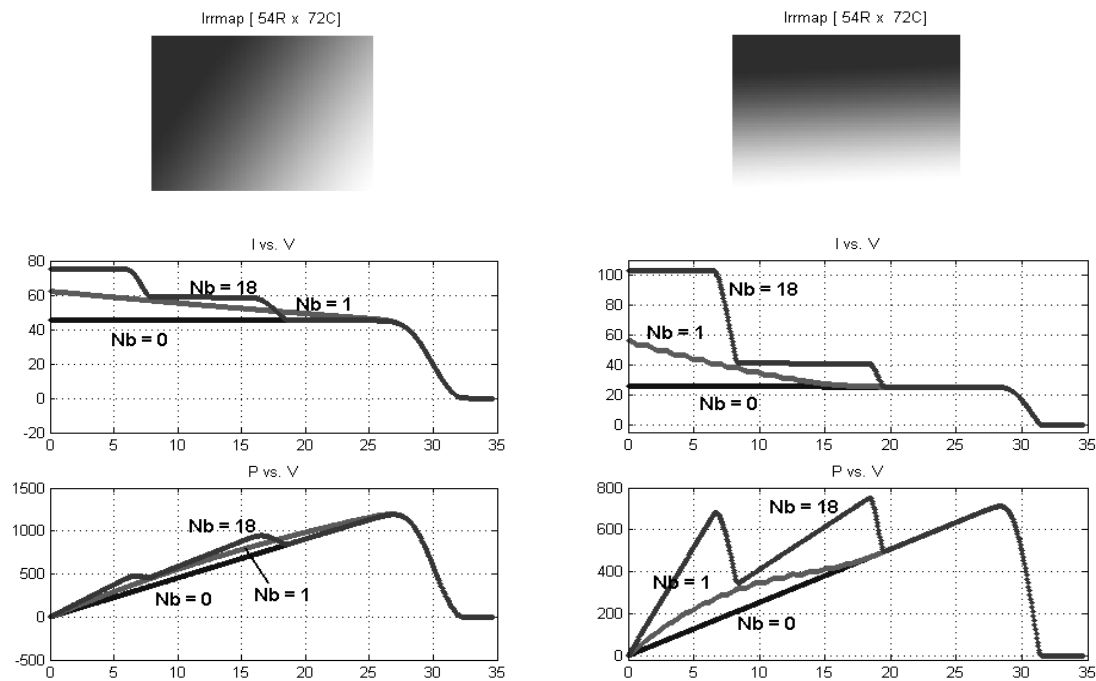 Irrmap [ 54R x 72C]
I vs. V
80
60
40
20
0
-20
Nb = 18
Nb = 1
Nb = 0
0 5 10 15 20 25 30 35
P vs. V
1500
1000
500
0
-500
Nb = 18
Nb = 0
Nb = 1
0 5 10 15 20 25 30 35
Irrmap [ 54R x 72C]
I vs. V
100
80
60
40
20
0
Nb = 18
Nb = 1
Nb = 0
0 5 10 15 20 25 30 35
P vs. V
800
600
400
200
0
Nb = 18
Nb = 1
Nb = 0
0 5 10 15 20 25 30 35